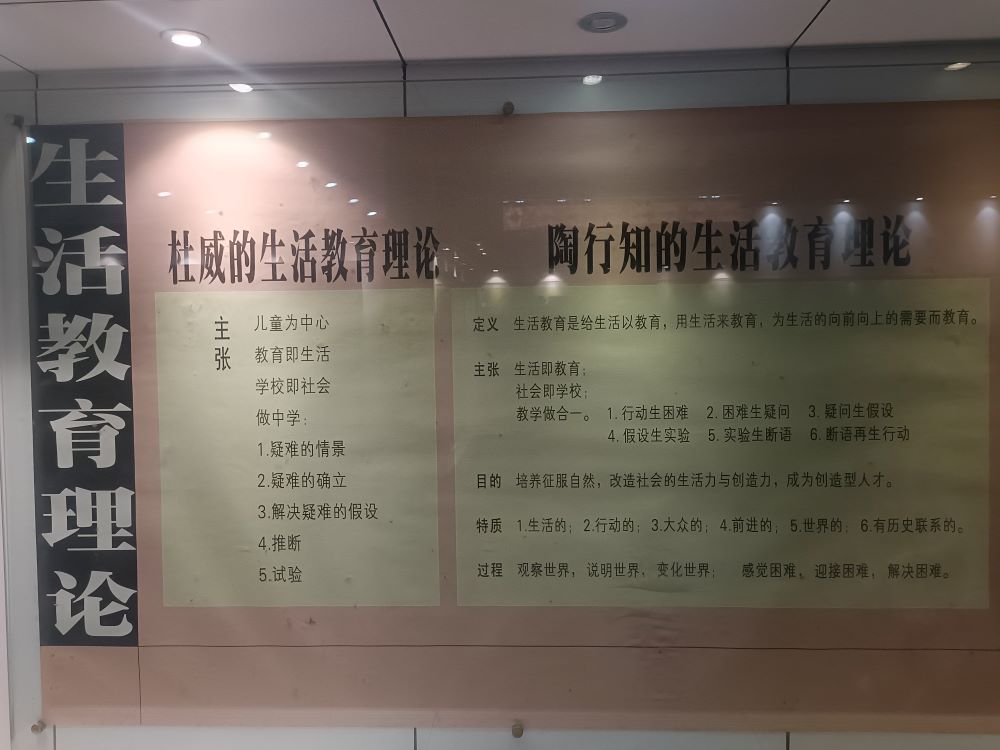 生活教育理论
杜威的生活教育理论
主张
儿童为中心
教育即生活
学校即社会
做中学：
1.疑难的情景
2.疑难的确立
3.解决疑难的假设
4.推断
5.试验
陶行知的生活教育理论
定义 生活教育是给生活以教育，用生活来教育，为生活的向前向上的需要而教育。
主张 生活即教育；
社会即学校；
教学做合一。 1.行动生困难 2.困难生疑问 3.疑问生假设
4.假设生实验 5.实验生断语 6.断语再生行动
目的 培养征服自然，改造社会的生活力与创造力，成为创造型人才。
特质 1.生活的；2.行动的；3.大众的；4.前进的；5.世界的；6.有历史联系的。
过程 观察世界，说明世界，变化世界； 感觉困难，迎接困难，解决困难。